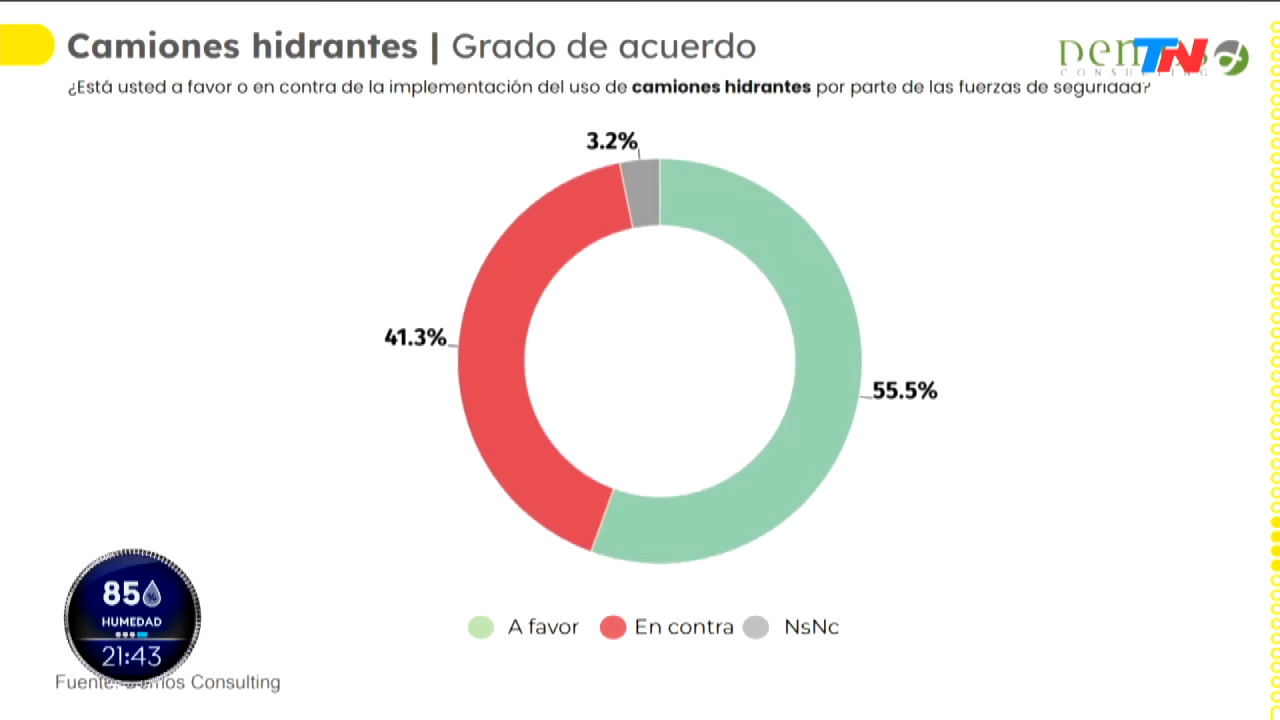 Camiones hidrantes | Grado de acuerdo
TN
CONSULTING
¿Está usted a favor o en contra de la implementación del uso de camiones hidrantes por parte de las fuerzas de seguridad?
3.2%
41.3%
55.5%
85%
HUMEDAD
21:43
A favor En contra NsNc
Fuente: Consulting